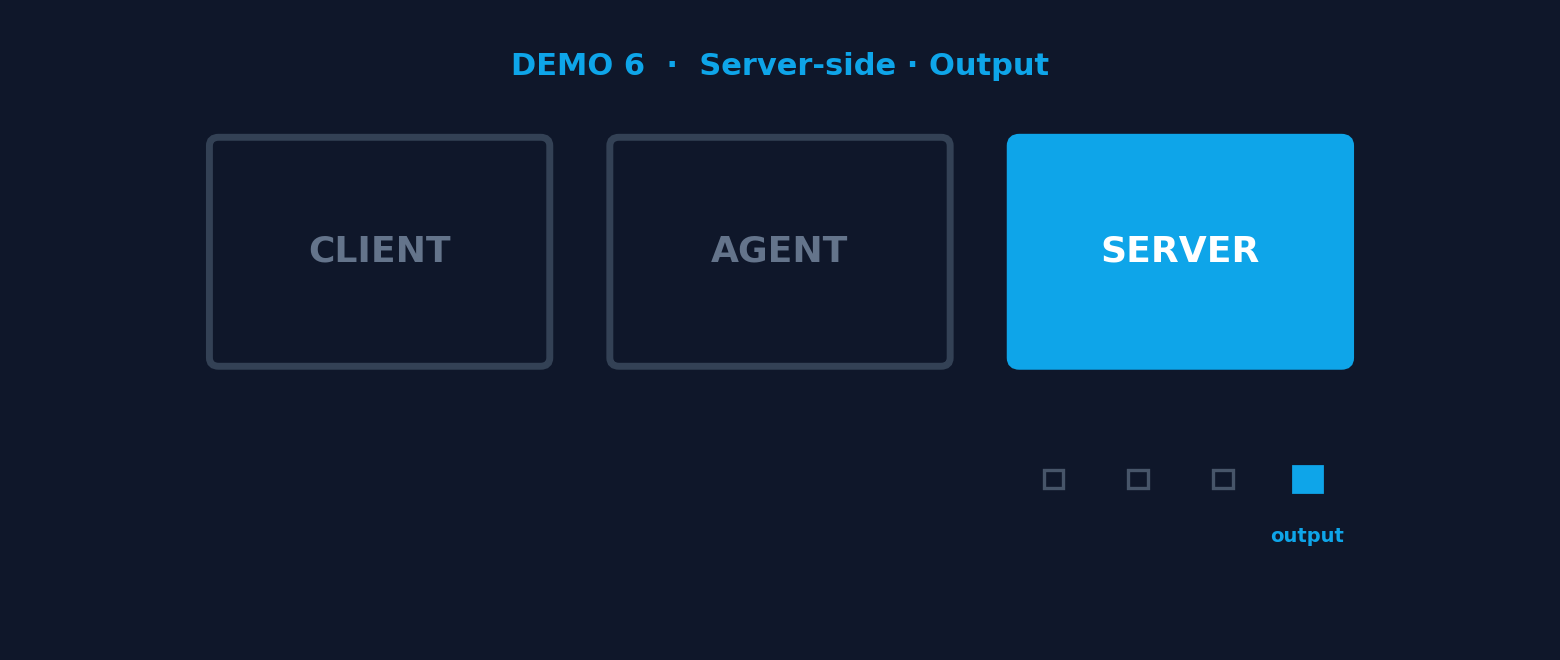 DEMO 6 · Server-side · Output
CLIENT
AGENT
SERVER
output